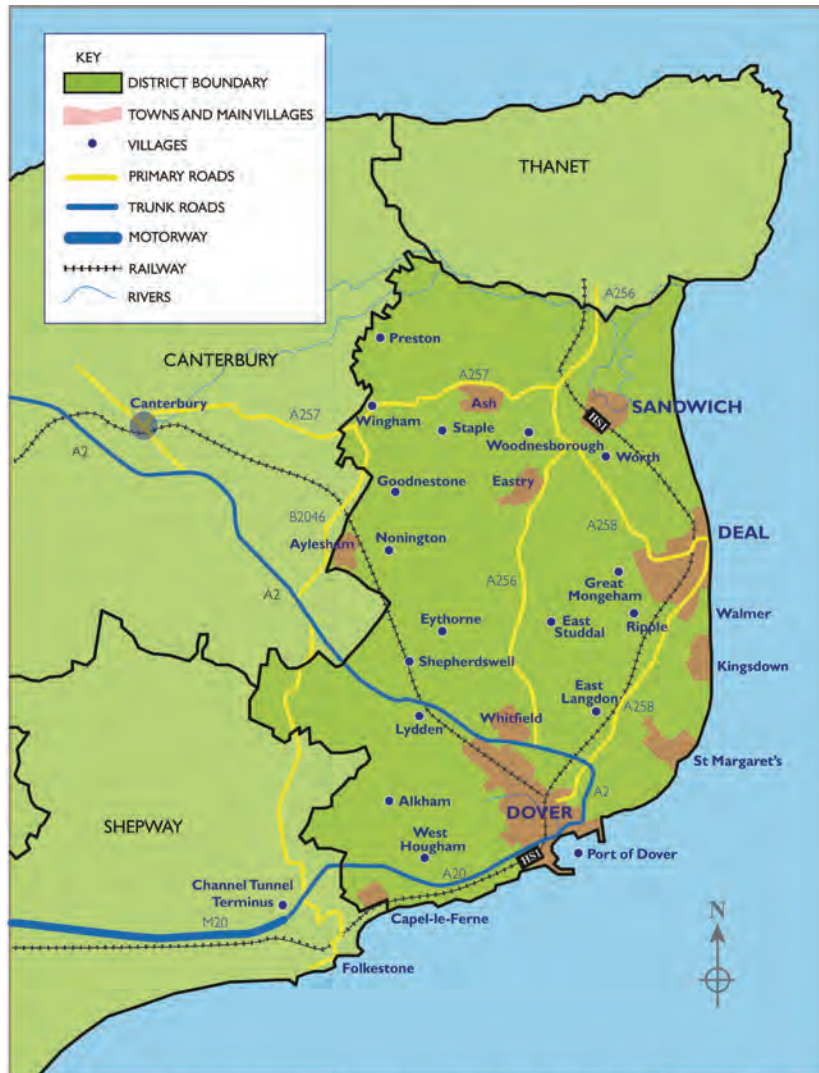 KEY
DISTRICT BOUNDARY
TOWNS AND MAIN VILLAGES
VILLAGES
PRIMARY ROADS
TRUNK ROADS
MOTORWAY
RAILWAY
RIVERS
THANET
A256
Preston
CANTERBURY
Canterbury
A257
A257
Wingham
Ash
HS1
SANDWICH
Staple
Woodnesborough
A2
Worth
Goodnestone
Eastry
B2046
A258
DEAL
Aylesham
Nonington
A2
A256
Great
Mongeham
Walmer
Eythorne
East
Studdal
Ripple
Shepherdswell
Kingsdown
East
Langdon
A258
Lydden
Whitfield
St Margaret's
A2
Alkham
DOVER
SHEPWAY
West
Hougham
Port of Dover
HS1
A20
Channel Tunnel
Terminus
M20
Capel-le-Ferne
Folkestone
N